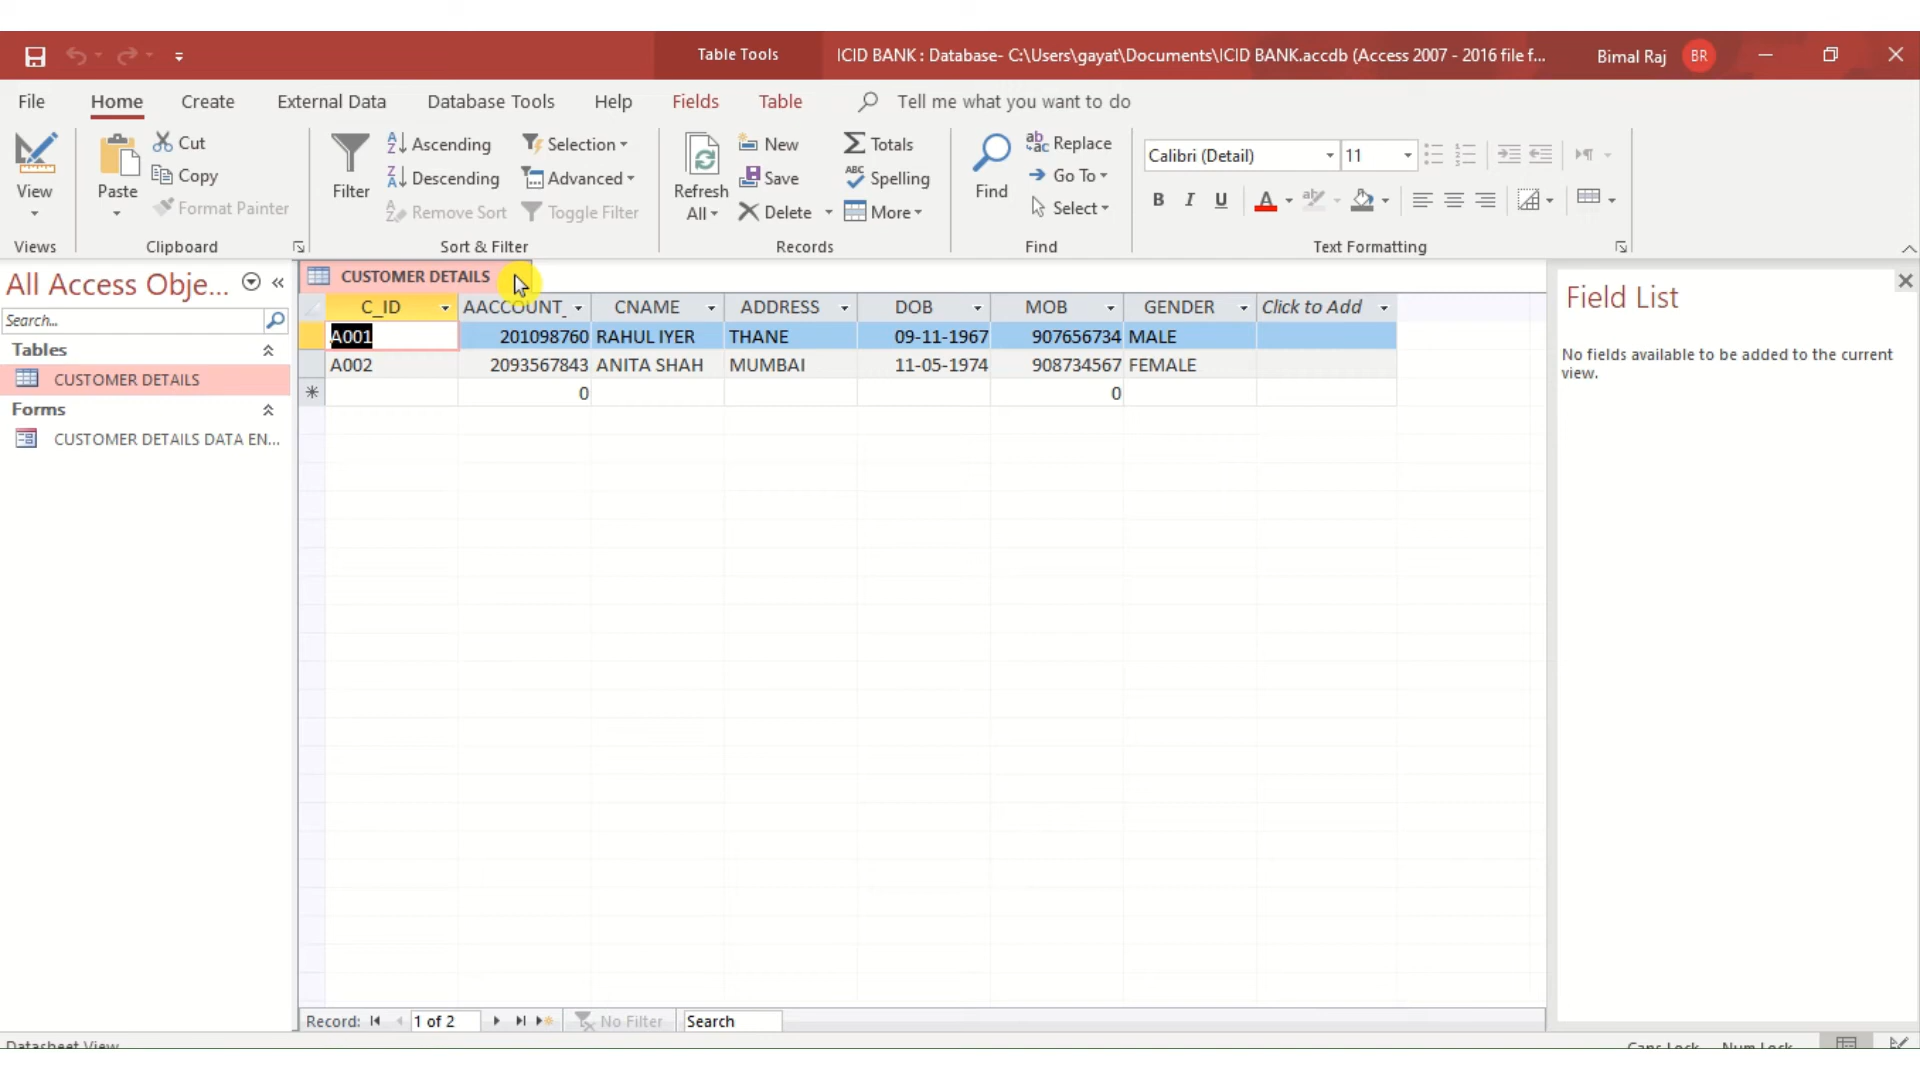 Table Tools
ICID BANK : Database- C:\Users\gayat\Documents\ICID BANK.accdb (Access 2007 - 2016 file f...
Bimal Raj
BR
File
Home
Create
External Data
Database Tools
Help
Fields
Table
Tell me what you want to do
View
Paste
Cut
Copy
Format Painter
Filter
Ascending
Descending
Remove Sort
Selection
Advanced
Toggle Filter
Refresh
All
New
Save
Delete
Totals
Spelling
More
Find
Replace
Go To
Select
Calibri (Detail)
11
B I U
Views
Clipboard
Sort & Filter
Records
Find
Text Formatting
All Access Obje...
Search...
Tables
CUSTOMER DETAILS
Forms
CUSTOMER DETAILS DATA EN...
CUSTOMER DETAILS
C_ID AACCOUNT_ CNAME ADDRESS DOB MOB GENDER Click to Add
A001 201098760 RAHUL IYER THANE 09-11-1967 907656734 MALE
A002 2093567843 ANITA SHAH MUMBAI 11-05-1974 908734567 FEMALE
0 0
Field List
No fields available to be added to the current
view.
Record: 1 of 2 No Filter Search
Datasheet View
Caps Lock Num Lock